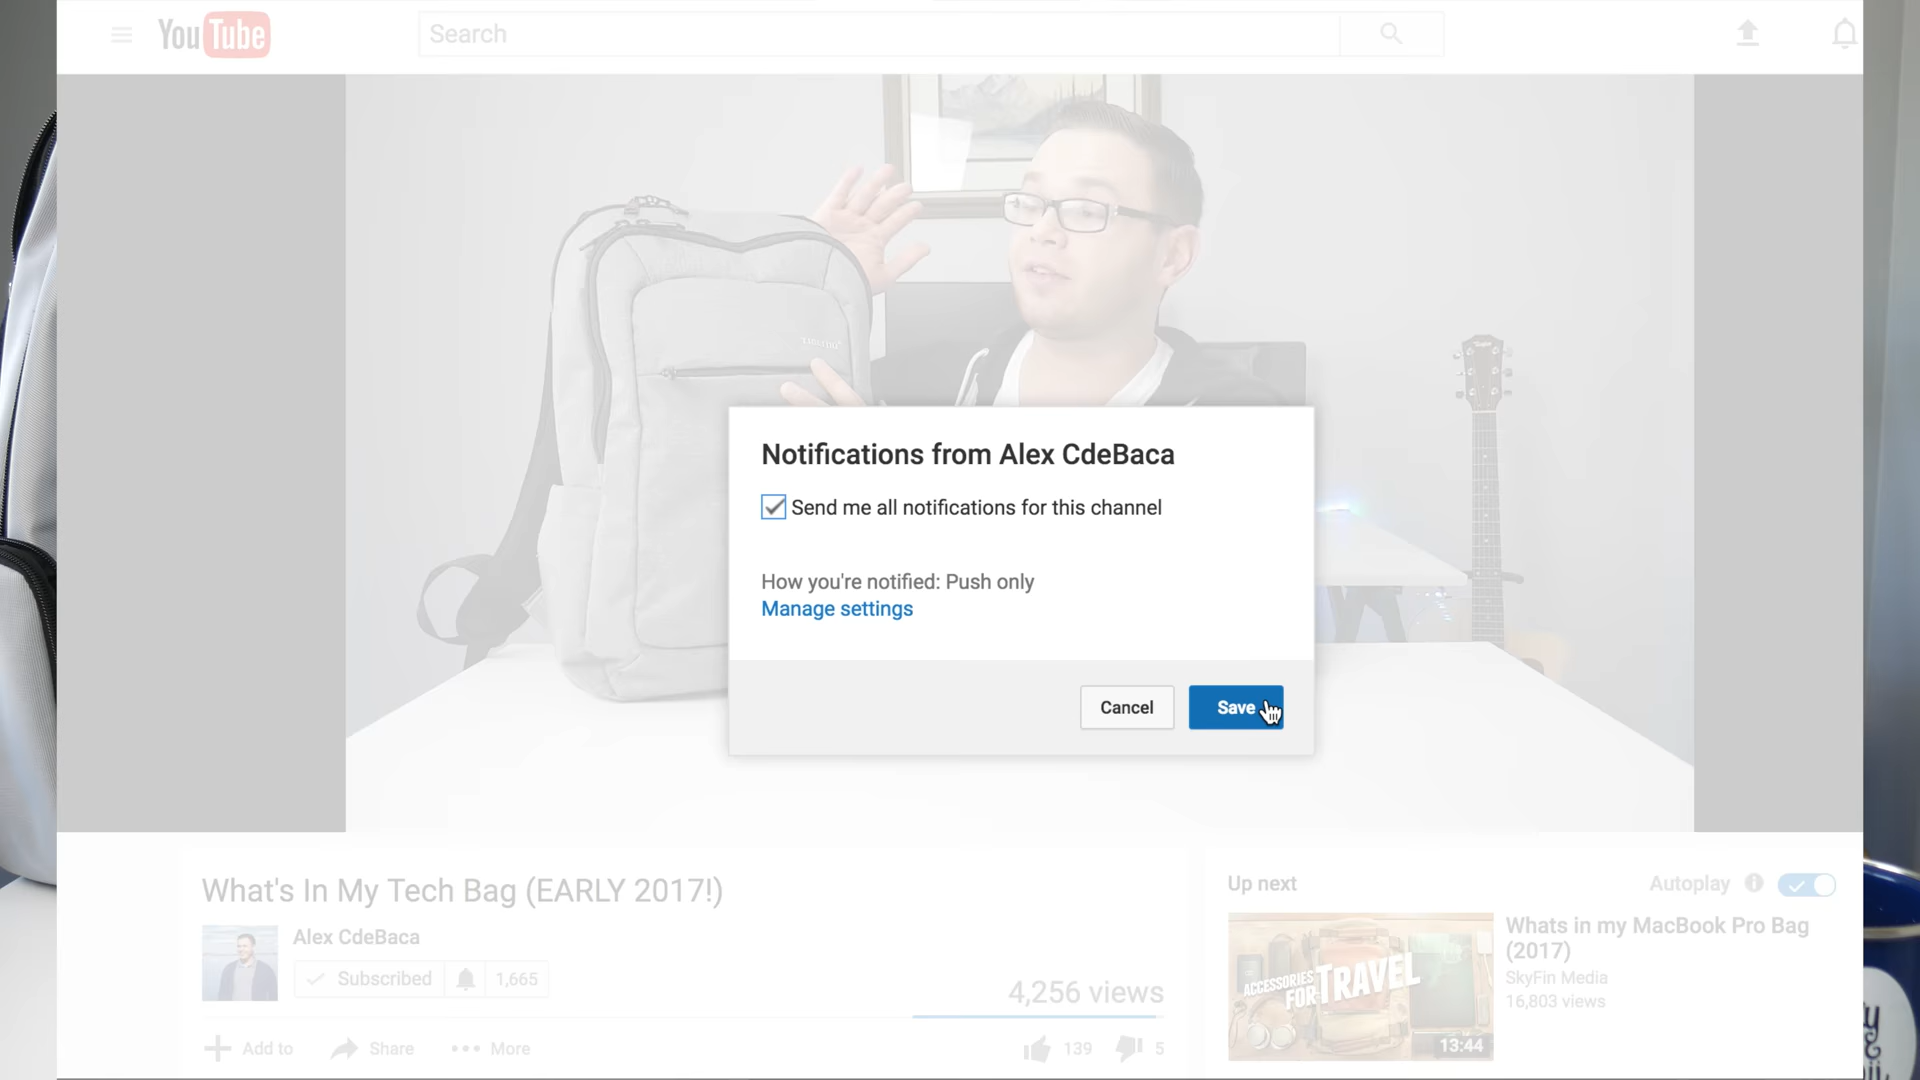 YouTube
Search
Taylor
Notifications from Alex CdeBaca
Send me all notifications for this channel
How you're notified: Push only
Manage settings
Cancel
Save
What's In My Tech Bag (EARLY 2017!)
Alex CdeBaca
Subscribed
1,665
4,256 views
Add to
Share
More
139
5
Up next
Autoplay
ACCESSORIES
FOR TRAVEL
13:44
Whats in my MacBook Pro Bag
(2017)
SkyFin Media
16,803 views